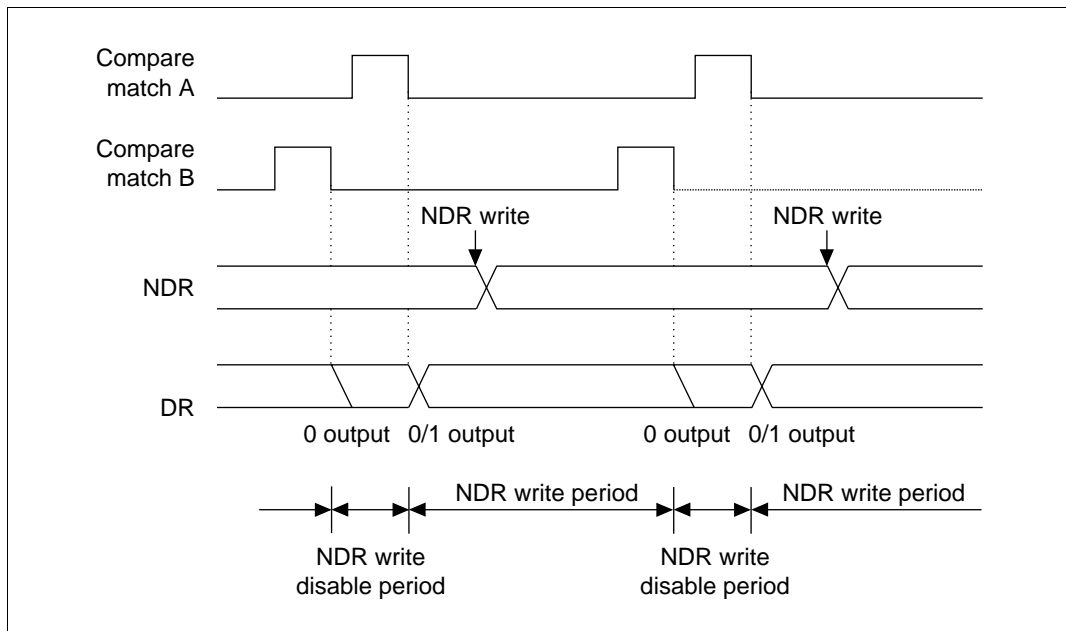 Compare
match A
Compare
match B
NDR write NDR write
NDR
DR
0 output 0/1 output 0 output 0/1 output
NDR write period NDR write period
NDR write
disable period
NDR write
disable period